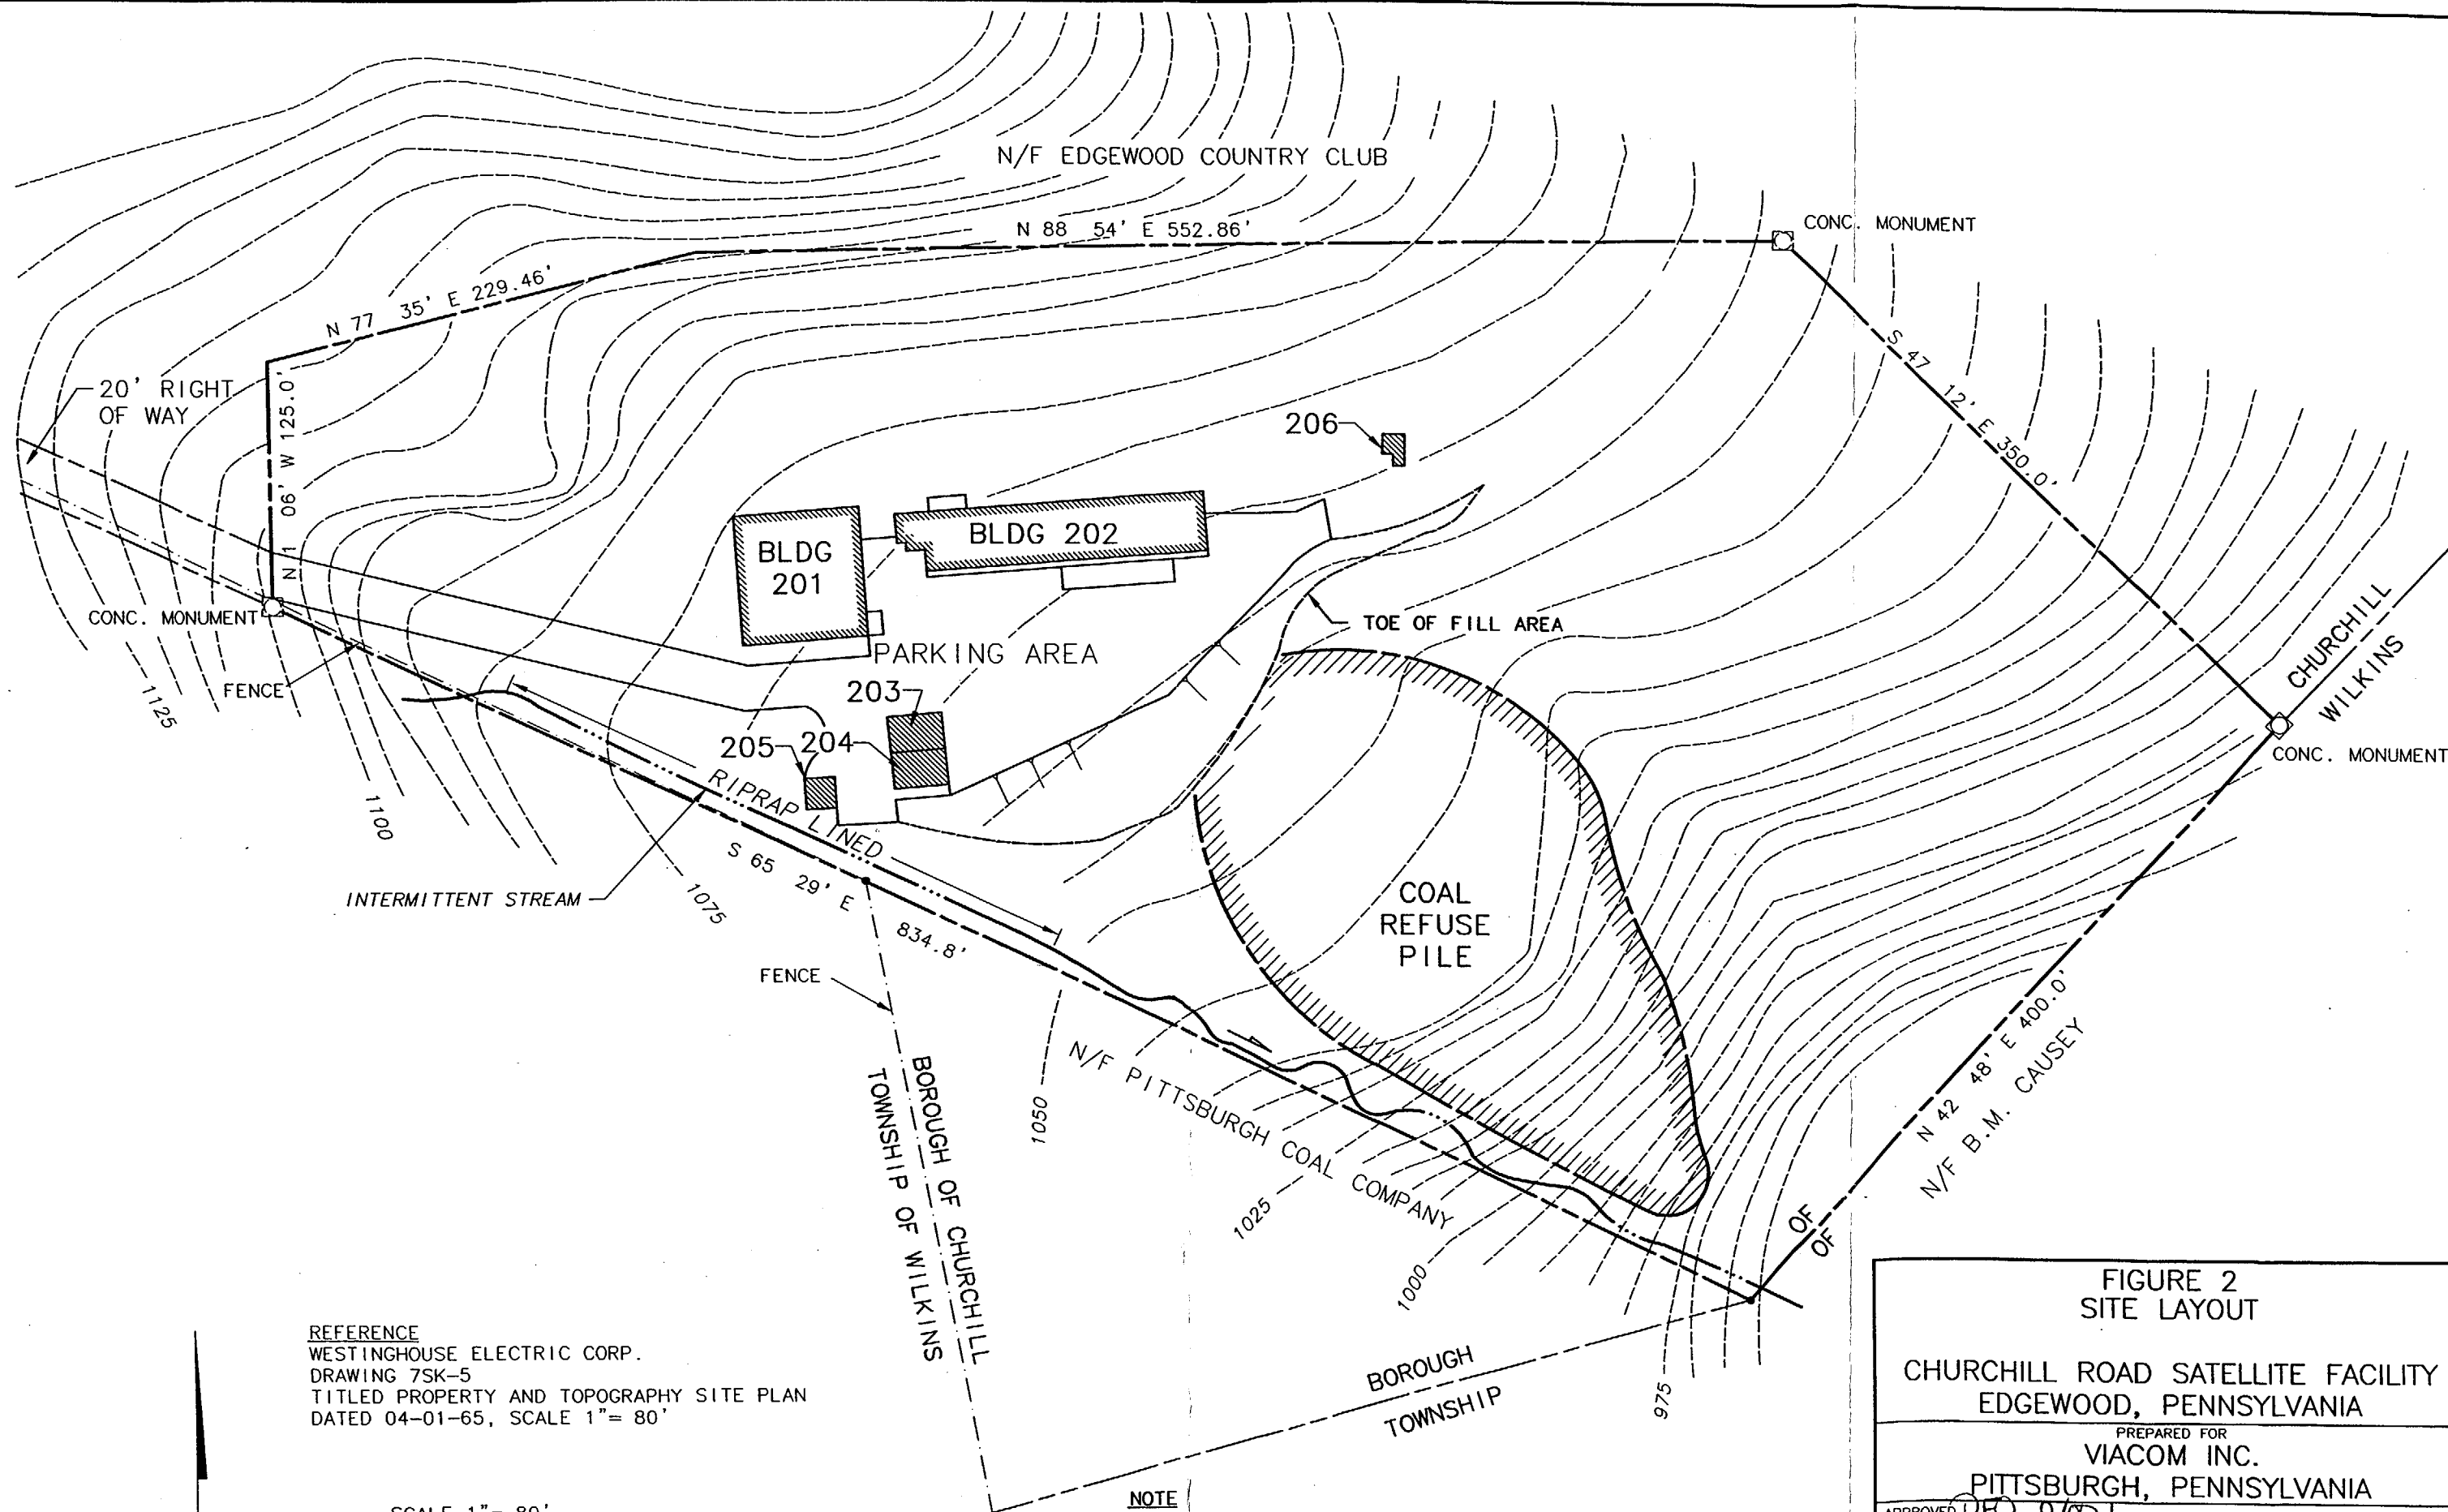 N/F EDGEWOOD COUNTRY CLUB
N 88 54' E 552.86'
CONC. MONUMENT
N 77 35' E 229.46'
S 47 12' E 350.0'
20' RIGHT
OF WAY
N 1 06' W 125.0'
206
BLDG
201
BLDG 202
CONC. MONUMENT
TOE OF FILL AREA
CHURCHILL
WILKINS
PARKING AREA
FENCE
1125
203
205
204
CONC. MONUMENT
RIPRAP LINED
1100
S 65 29' E 834.8'
INTERMITTENT STREAM
1075
COAL
REFUSE
PILE
FENCE
N 42 48' E 400.0'
N/F B.M. CAUSEY
N/F PITTSBURGH COAL COMPANY
1050
BOROUGH OF CHURCHILL
TOWNSHIP OF WILKINS
1025
OF
OF
1000
975
BOROUGH
TOWNSHIP
REFERENCE
WESTINGHOUSE ELECTRIC CORP.
DRAWING 7SK-5
TITLED PROPERTY AND TOPOGRAPHY SITE PLAN
DATED 04-01-65, SCALE 1"= 80'
SCALE 1"= 80'
NOTE
FIGURE 2
SITE LAYOUT
CHURCHILL ROAD SATELLITE FACILITY
EDGEWOOD, PENNSYLVANIA
PREPARED FOR
VIACOM INC.
PITTSBURGH, PENNSYLVANIA
APPROVED